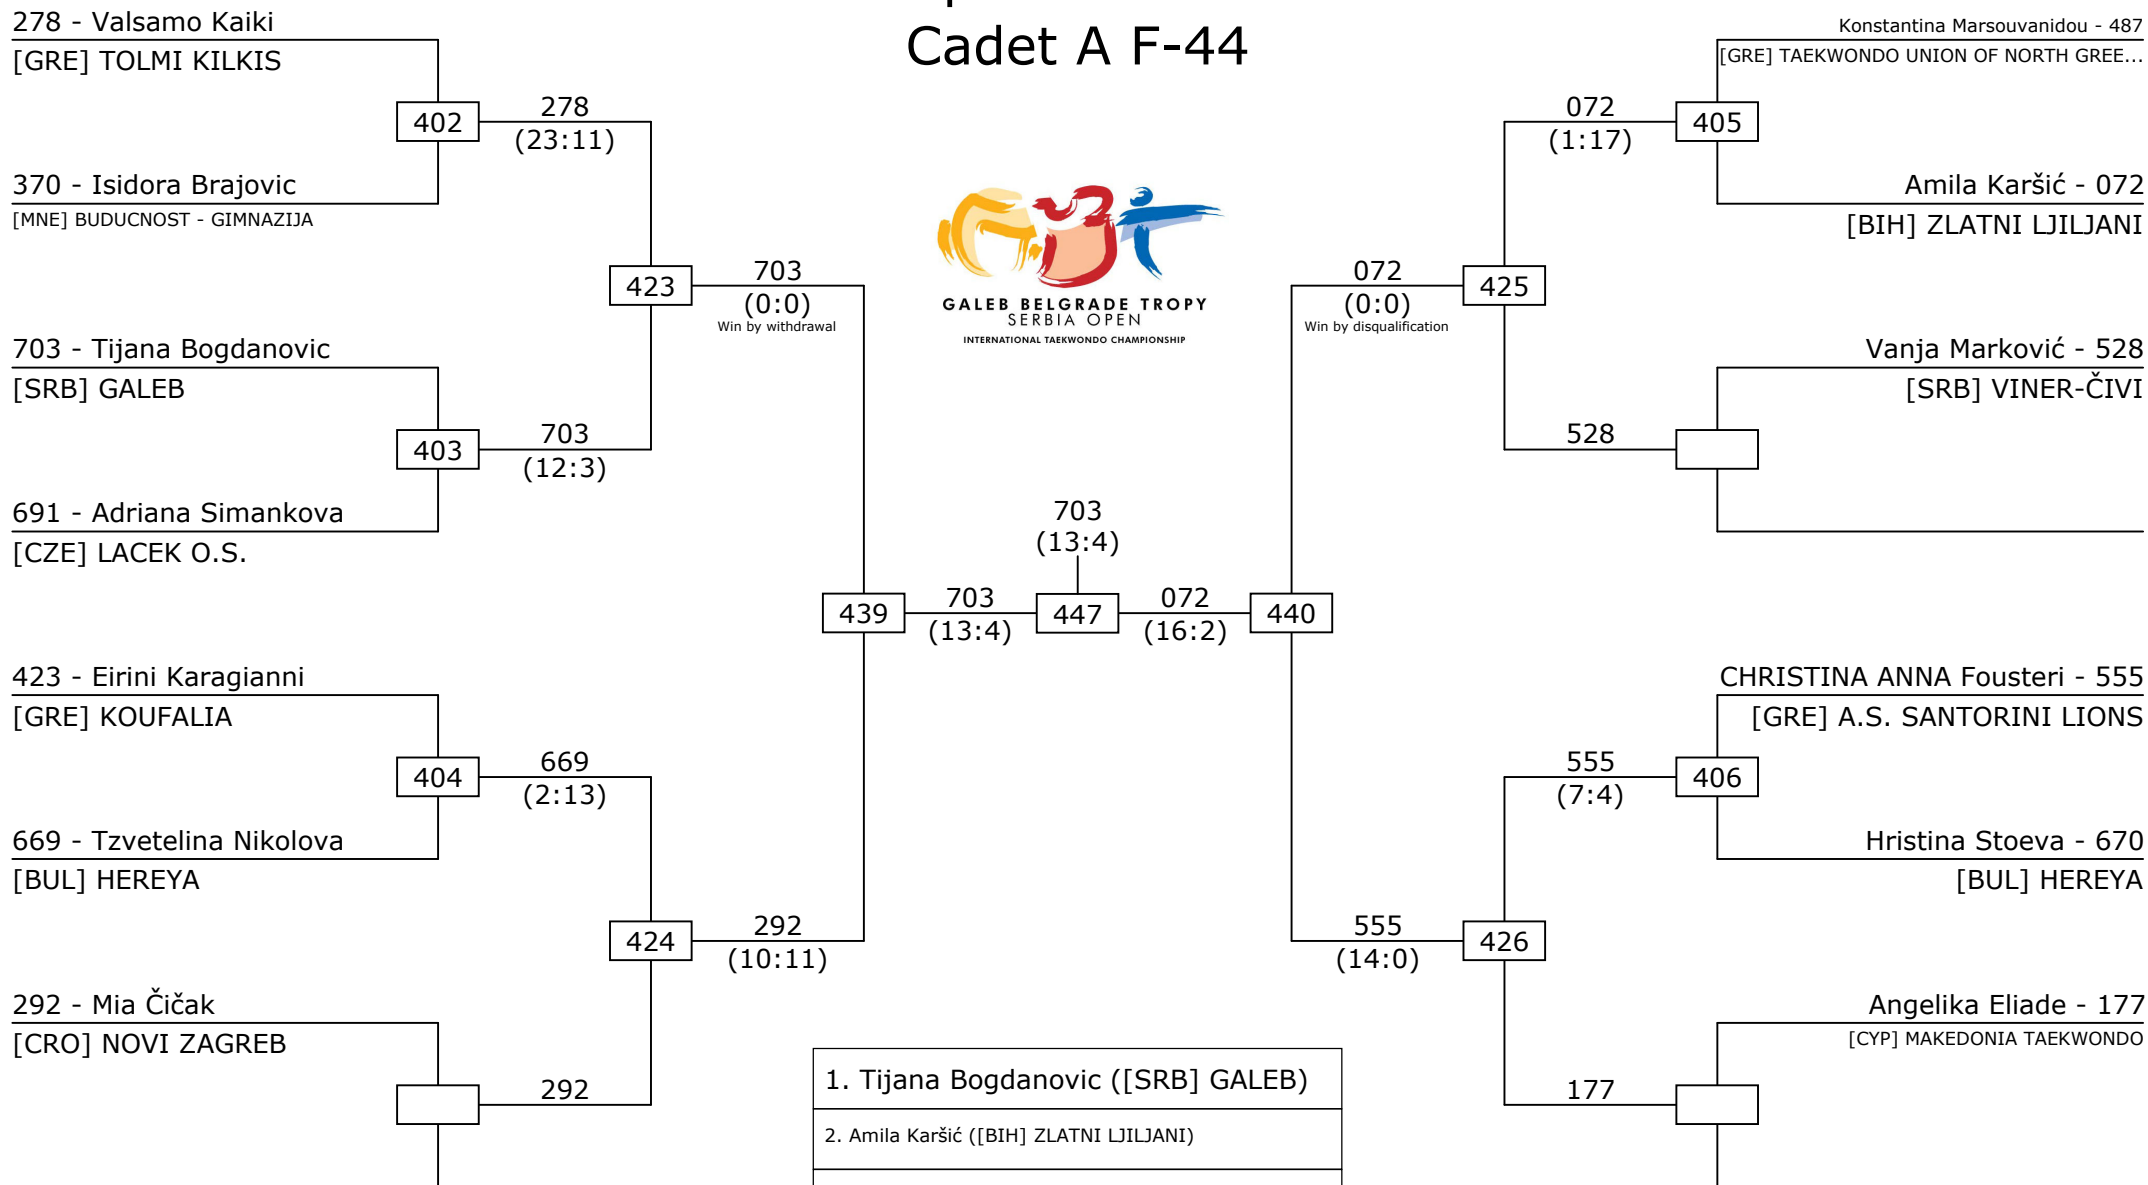 Cadet A F-44
278 - Valsamo Kaiki
[GRE] TOLMI KILKIS
402
278
(23:11)
370 - Isidora Brajovic
[MNE] BUDUCNOST - GIMNAZIJA
423
703
(0:0)
Win by withdrawal
703 - Tijana Bogdanovic
[SRB] GALEB
403
703
(12:3)
691 - Adriana Simankova
[CZE] LACEK O.S.
439
703
(13:4)
423 - Eirini Karagianni
[GRE] KOUFALIA
404
669
(2:13)
669 - Tzvetelina Nikolova
[BUL] HEREYA
424
292
(10:11)
292 - Mia Čičak
[CRO] NOVI ZAGREB
292
GALEB BELGRADE TROPY
SERBIA OPEN
INTERNATIONAL TAEKWONDO CHAMPIONSHIP
703
(13:4)
447
072
(16:2)
440
Konstantina Marsouvanidou - 487
[GRE] TAEKWONDO UNION OF NORTH GREE...
072
(1:17)
405
Amila Karšić - 072
[BIH] ZLATNI LJILJANI
072
(0:0)
Win by disqualification
425
Vanja Marković - 528
[SRB] VINER-ČIVI
528
CHRISTINA ANNA Fousteri - 555
[GRE] A.S. SANTORINI LIONS
555
(7:4)
406
Hristina Stoeva - 670
[BUL] HEREYA
555
(14:0)
426
Angelika Eliade - 177
[CYP] MAKEDONIA TAEKWONDO
177
1. Tijana Bogdanovic ([SRB] GALEB)
2. Amila Karšić ([BIH] ZLATNI LJILJANI)